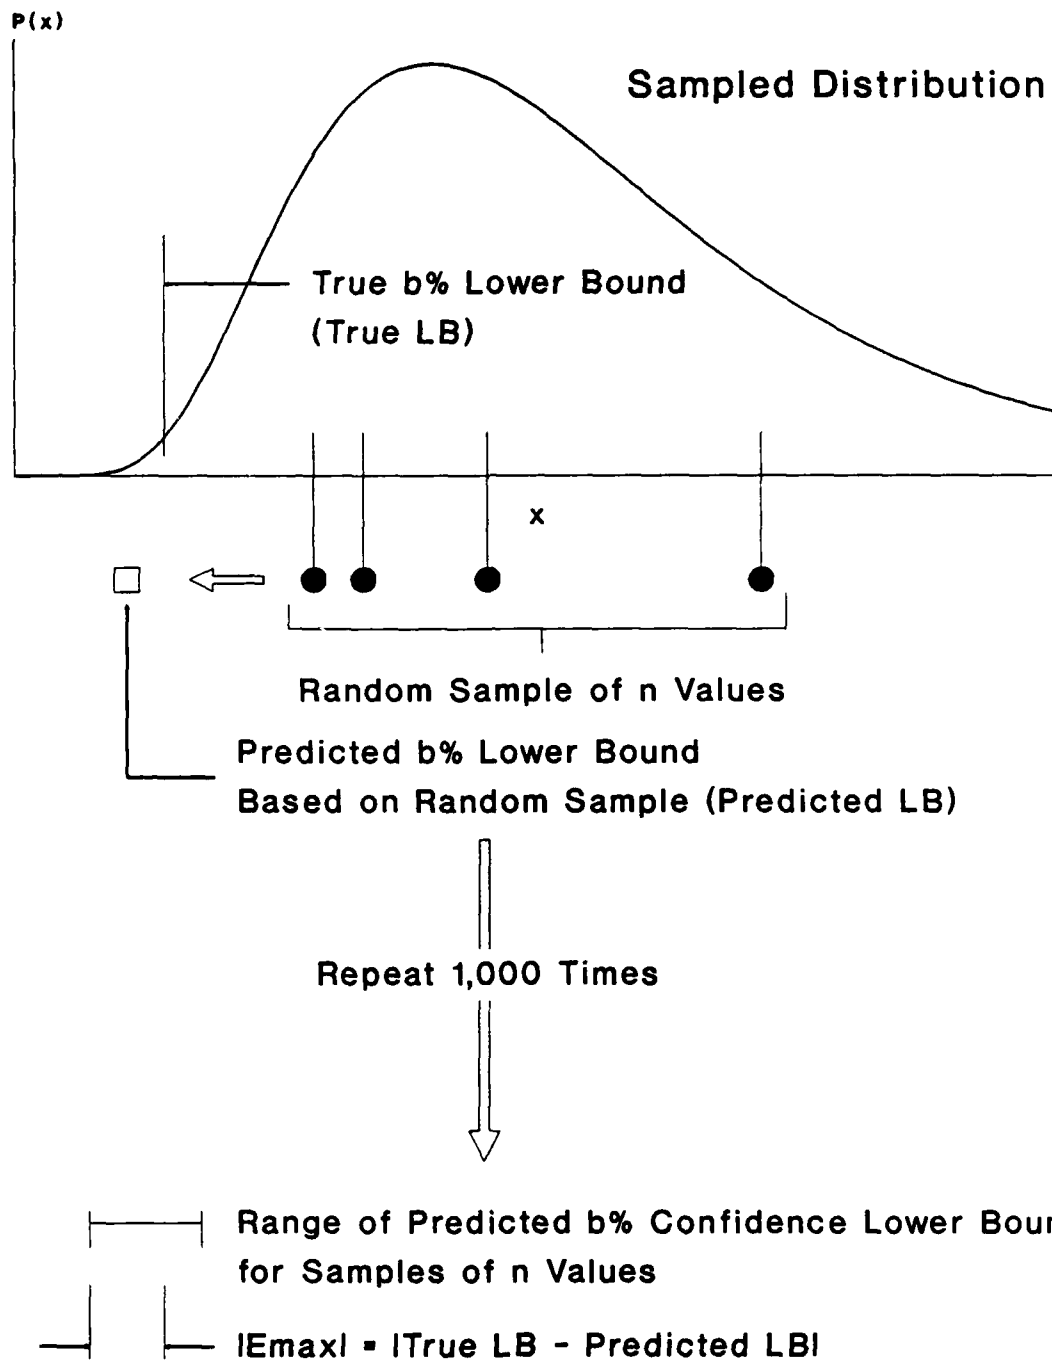 P(x)
Sampled Distribution
True b% Lower Bound
(True LB)
x
Random Sample of n Values
Predicted b% Lower Bound
Based on Random Sample (Predicted LB)
Repeat 1,000 Times
Range of Predicted b% Confidence Lower Boun
for Samples of n Values
|Emax| = |True LB - Predicted LB|